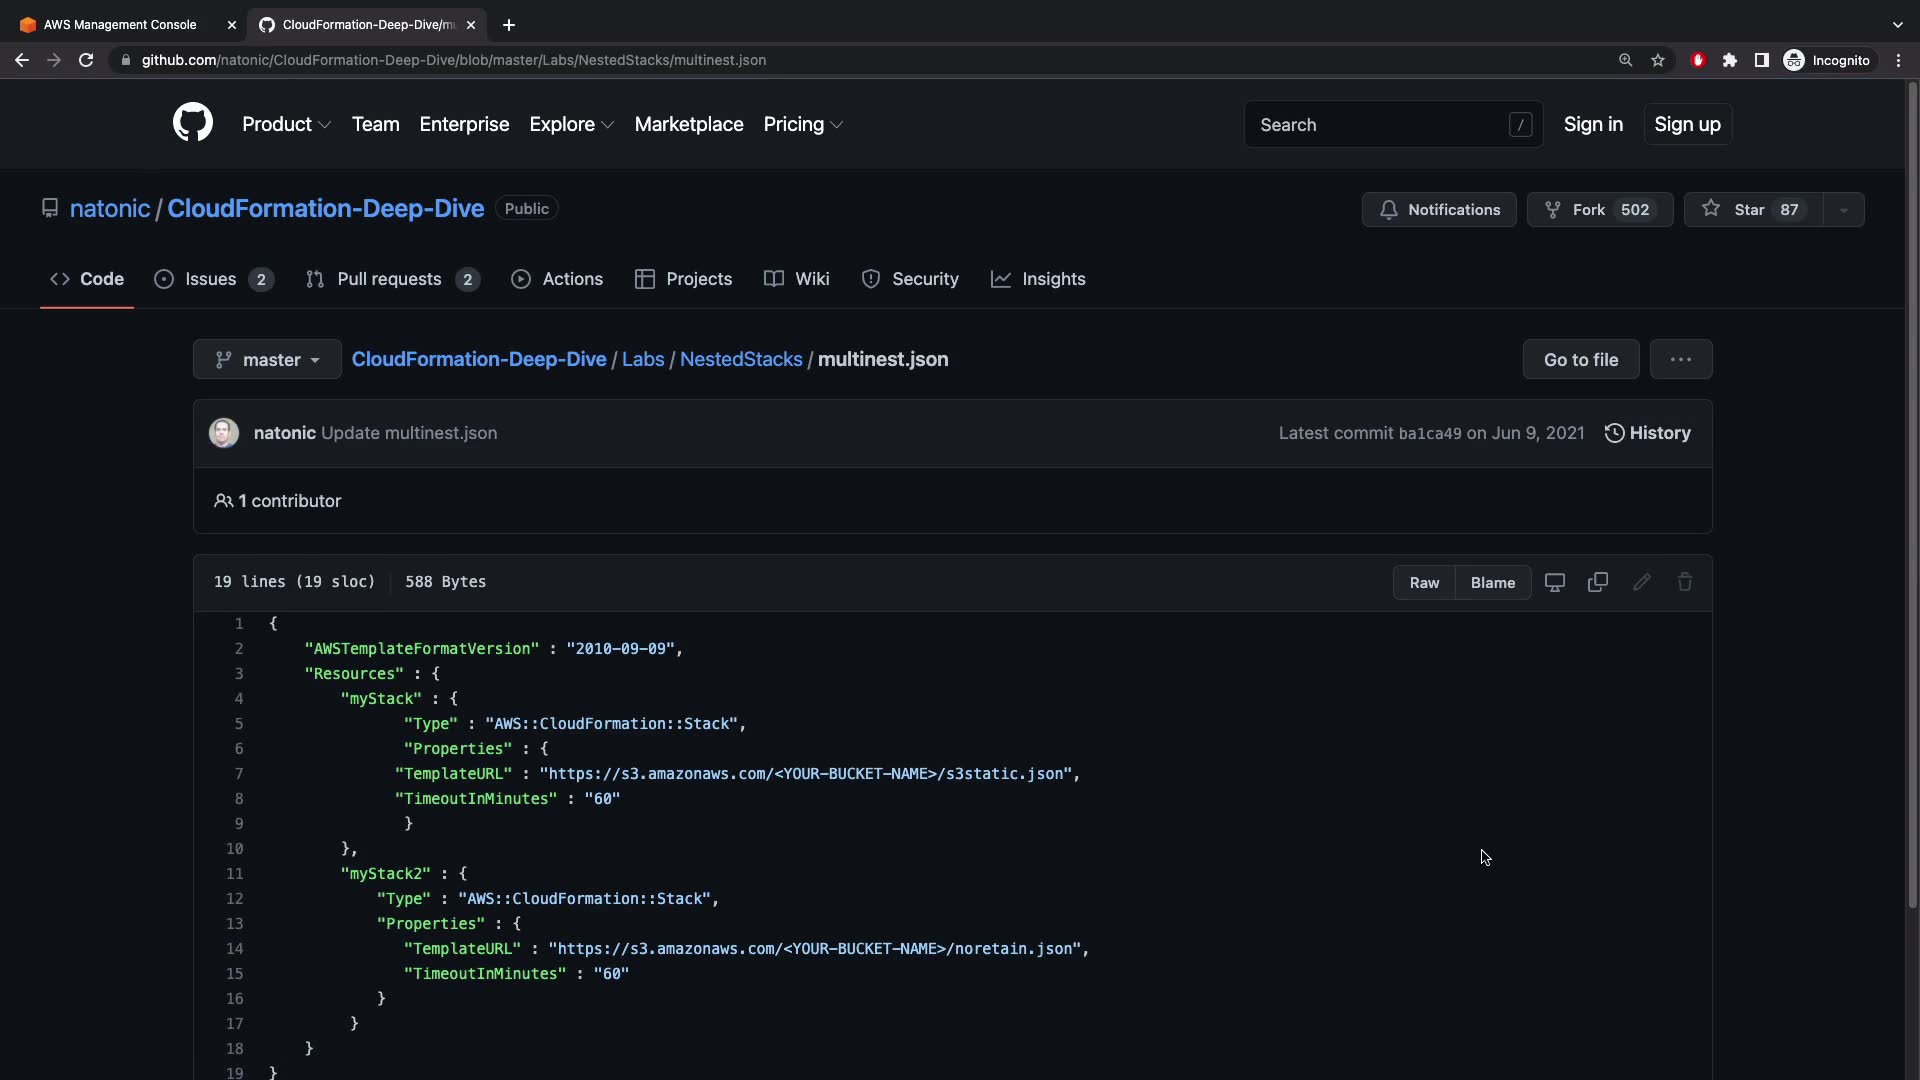 AWS Management Console
CloudFormation-Deep-Dive/mu
github.com/natonic/CloudFormation-Deep-Dive/blob/master/Labs/NestedStacks/multinest.json
Incognito
Product Team Enterprise Explore Marketplace Pricing
Search /
Sign in Sign up
natonic / CloudFormation-Deep-Dive Public
Notifications Fork 502 Star 87
Code Issues 2 Pull requests 2 Actions Projects Wiki Security Insights
master CloudFormation-Deep-Dive / Labs / NestedStacks / multinest.json
Go to file ...
natonic Update multinest.json
Latest commit ba1ca49 on Jun 9, 2021 History
1 contributor
19 lines (19 sloc) 588 Bytes
Raw Blame
1 {
2 "AWSTemplateFormatVersion" : "2010-09-09",
3 "Resources" : {
4 "myStack" : {
5 "Type" : "AWS::CloudFormation::Stack",
6 "Properties" : {
7 "TemplateURL" : "https://s3.amazonaws.com/<YOUR-BUCKET-NAME>/s3static.json",
8 "TimeoutInMinutes" : "60"
9 }
10 },
11 "myStack2" : {
12 "Type" : "AWS::CloudFormation::Stack",
13 "Properties" : {
14 "TemplateURL" : "https://s3.amazonaws.com/<YOUR-BUCKET-NAME>/noretain.json",
15 "TimeoutInMinutes" : "60"
16 }
17 }
18 }
19 }